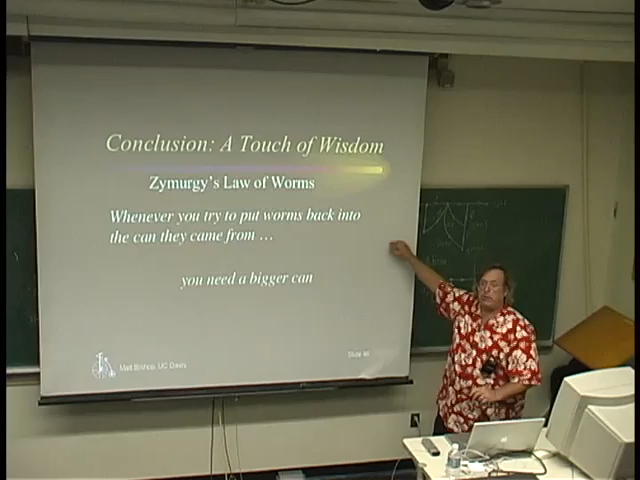 Conclusion: A Touch of Wisdom
Zymurgy's Law of Worms
Whenever you try to put worms back into
the can they came from …
you need a bigger can
Matt Bishop, UC Davis
Slide 46